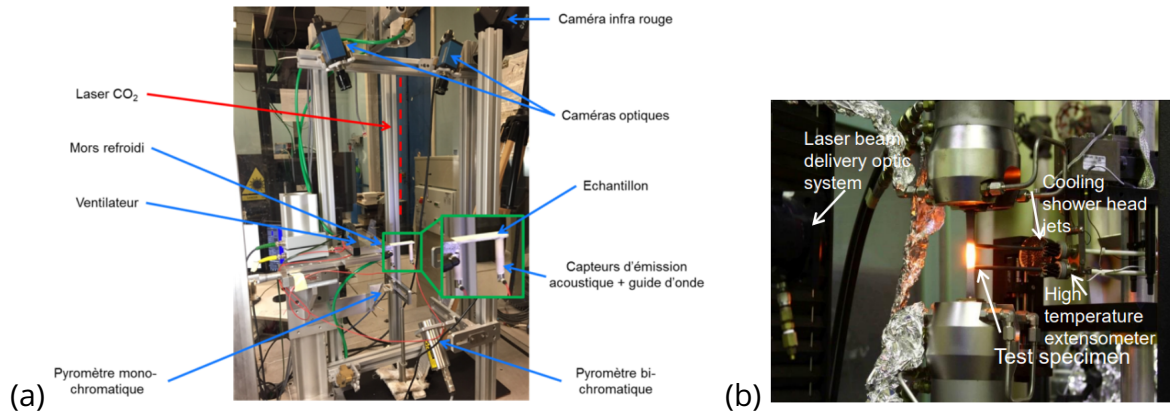 Caméra infra rouge
Laser CO₂
Caméras optiques
Mors refroidi
Echantillon
Ventilateur
Capteurs d'émission
acoustique + guide d'onde
Pyromètre mono-
chromatique
Pyromètre bi-
chromatique
(a)
Laser beam
delivery optic
system
Cooling
shower head
jets
High
temperature
extensometer
Test specimen
(b)